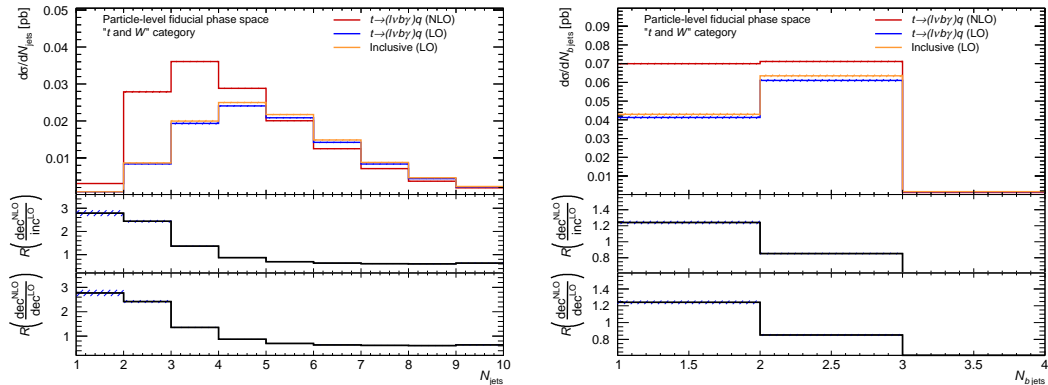 dσ/dN_jets [pb]
Particle-level fiducial phase space
"t and W" category
t→(lνbγ)q (NLO)
t→(lνbγ)q (LO)
Inclusive (LO)
0.05
0.04
0.03
0.02
0.01
R(dec^NLO/inc^LO)
3
2
1
R(dec^NLO/dec^LO)
3
2
1
1 2 3 4 5 6 7 8 9 10
N_jets
dσ/dN_b jets [pb]
Particle-level fiducial phase space
"t and W" category
t→(lνbγ)q (NLO)
t→(lνbγ)q (LO)
Inclusive (LO)
0.1
0.09
0.08
0.07
0.06
0.05
0.04
0.03
0.02
0.01
R(dec^NLO/inc^LO)
1.4
1.2
1
0.8
R(dec^NLO/dec^LO)
1.4
1.2
1
0.8
1 1.5 2 2.5 3 3.5 4
N_b jets